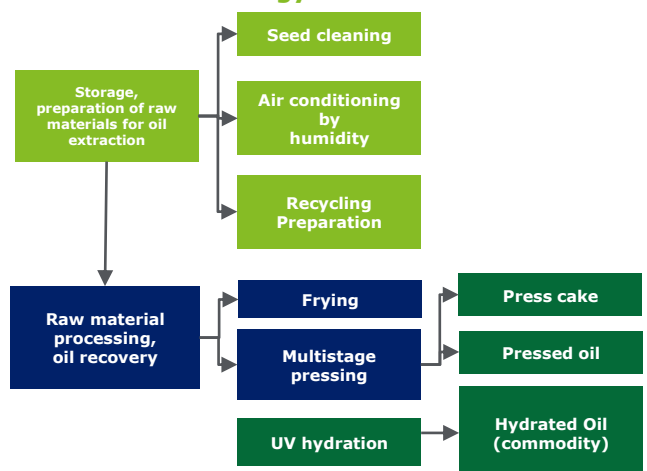 Seed cleaning
Storage,
preparation of raw
materials for oil
extraction
Air conditioning
by
humidity
Recycling
Preparation
Raw material
processing,
oil recovery
Frying
Multistage
pressing
Press cake
Pressed oil
UV hydration
Hydrated Oil
(commodity)